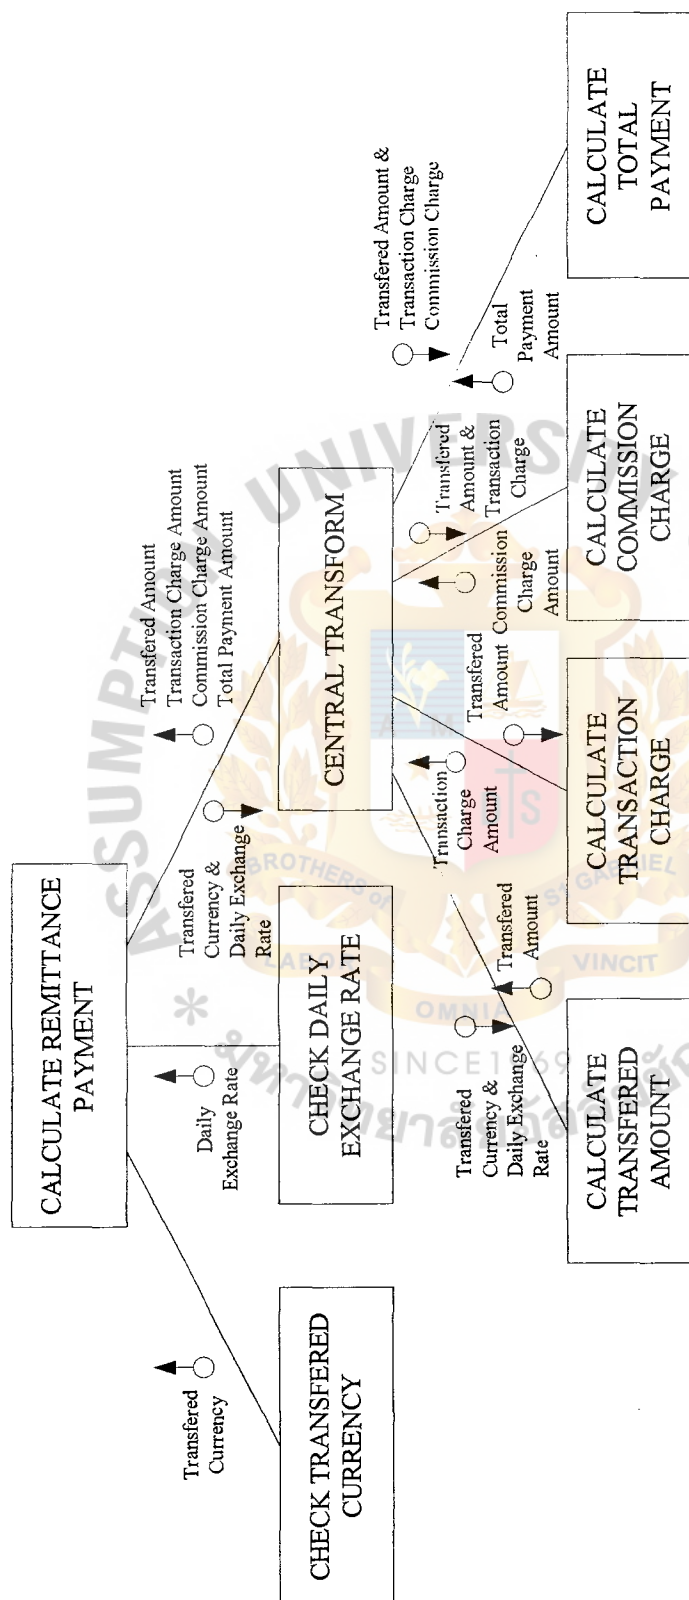 CALCULATE REMITTANCE
PAYMENT
Transfered
Currency
Daily
Exchange Rate
Transfered
Currency &
Daily Exchange
Rate
Transfered Amount
Transaction Charge Amount
Commission Charge Amount
Total Payment Amount
CHECK TRANSFERED
CURRENCY
CHECK DAILY
EXCHANGE RATE
CENTRAL TRANSFORM
Transfered
Currency &
Daily Exchange
Rate
Transfered
Amount
Transaction
Charge
Amount
Transfered
Amount
Commission
Charge
Amount
Transfered
Amount &
Transaction
Charge
Transfered Amount &
Transaction Charge
Commission Charge
Total
Payment
Amount
CALCULATE
TRANSFERED
AMOUNT
CALCULATE
TRANSACTION
CHARGE
CALCULATE
COMMISSION
CHARGE
CALCULATE
TOTAL
PAYMENT
ASSUMPTION UNIVERSITY
BROTHERS of
ST GABRIEL
LABOR
OMNIA
VINCIT
SINCE 1969